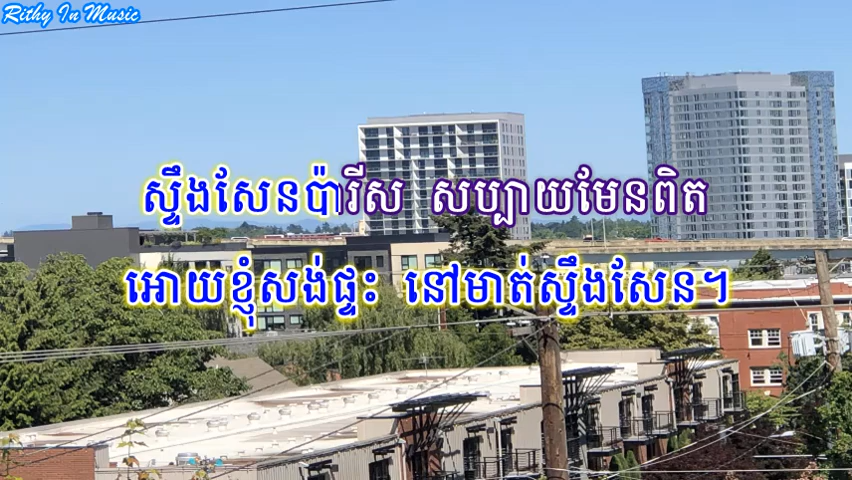 Rithy In Music
ស្ទឹងសែនប៉ារីស សប្បាយមែនពិត
អោយខ្ញុំសង់ផ្ទះ នៅមាត់ស្ទឹងសែន។